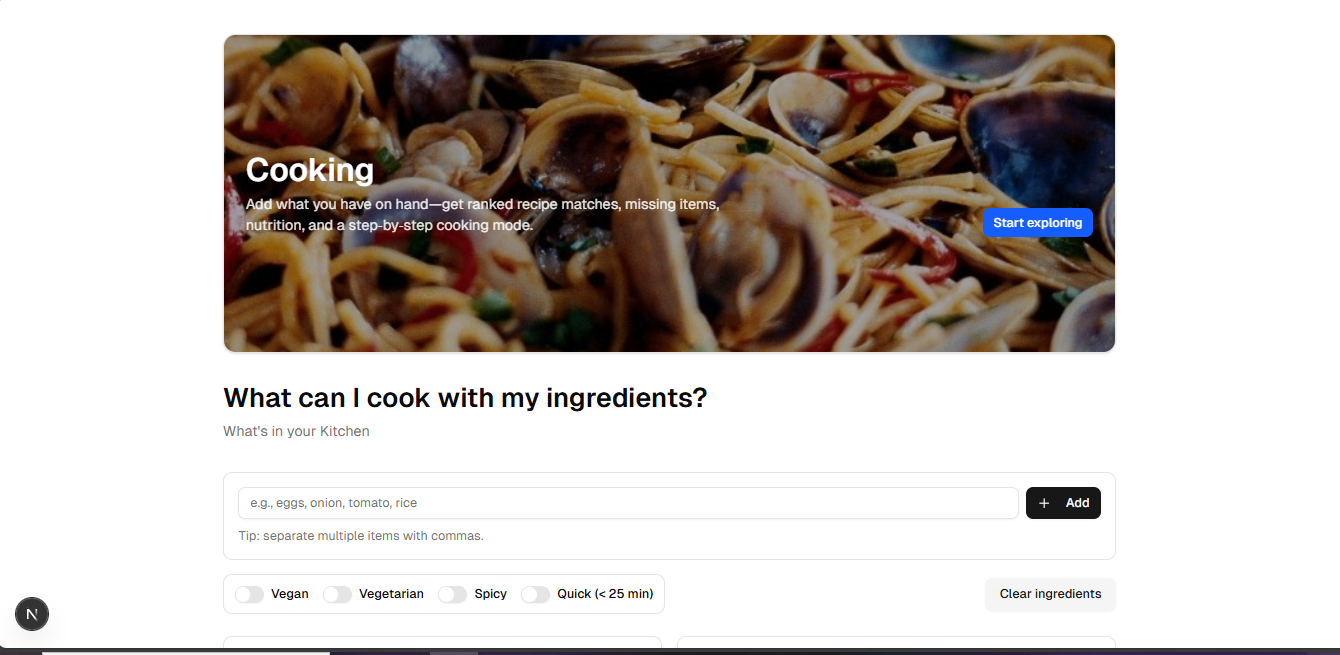 Cooking
Add what you have on hand—get ranked recipe matches, missing items,
nutrition, and a step-by-step cooking mode.
Start exploring
What can I cook with my ingredients?
What's in your Kitchen
e.g., eggs, onion, tomato, rice
+ Add
Tip: separate multiple items with commas.
Vegan Vegetarian Spicy Quick (< 25 min) Clear ingredients
N